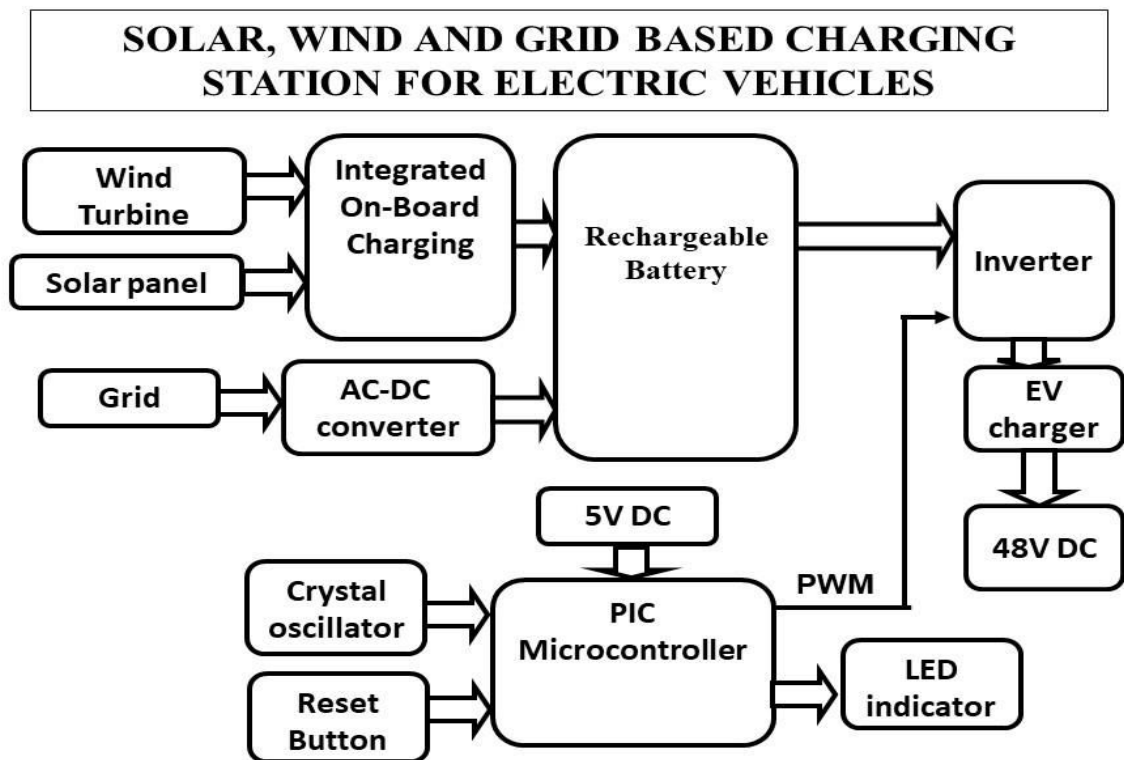 SOLAR, WIND AND GRID BASED CHARGING
STATION FOR ELECTRIC VEHICLES
Wind
Turbine
Integrated
On-Board
Charging
Rechargeable
Battery
Inverter
Solar panel
Grid
AC-DC
converter
EV
charger
5V DC
48V DC
Crystal
oscillator
PIC
Microcontroller
PWM
Reset
Button
LED
indicator